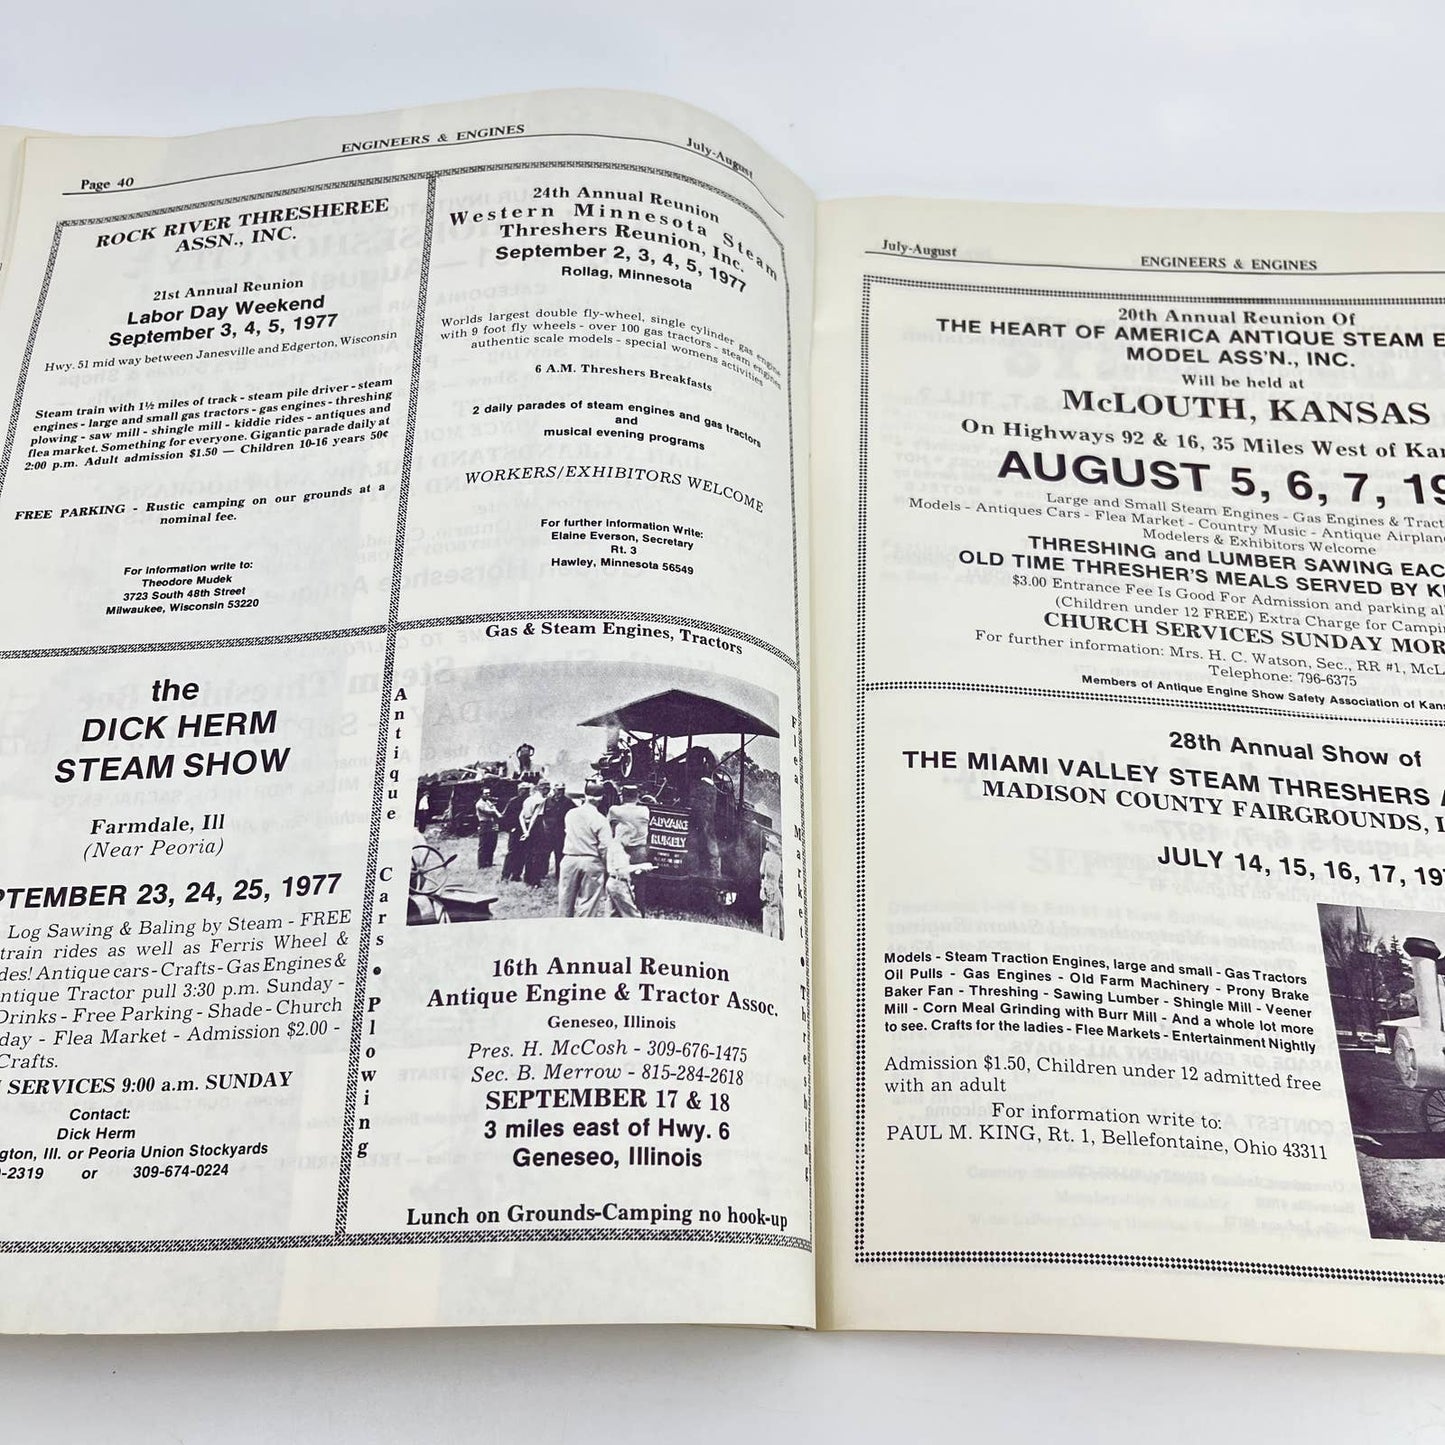 Page 40
ENGINEERS & ENGINES
July-August
ROCK RIVER THRESHEREE
ASSN., INC.
21st Annual Reunion
Labor Day Weekend
September 3, 4, 5, 1977
Hwy. 51 mid way between Janesville and Edgerton, Wisconsin
Steam train with 1½ miles of track - steam pile driver - steam
engines - large and small gas tractors - gas engines - threshing
plowing - saw mill - shingle mill - kiddie rides - antiques and
flea market. Something for everyone. Gigantic parade daily at
2:00 p.m. Adult admission $1.50 — Children 10-16 years 50¢
FREE PARKING - Rustic camping on our grounds at a
nominal fee.
For information write to:
Theodore Mudek
3723 South 48th Street
Milwaukee, Wisconsin 53220
24th Annual Reunion
Western Minnesota Steam
Threshers Reunion, Inc.
September 2, 3, 4, 5, 1977
Rollag, Minnesota
Worlds largest double fly-wheel, single cylinder gas engine
with 9 foot fly wheels - over 100 gas tractors - steam engines
authentic scale models - special womens activities
6 A.M. Threshers Breakfasts
2 daily parades of steam engines and gas tractors
and
musical evening programs
WORKERS/EXHIBITORS WELCOME
For further Information Write:
Elaine Everson, Secretary
Rt. 3
Hawley, Minnesota 56549
the
DICK HERM
STEAM SHOW
Farmdale, Ill
(Near Peoria)
PTEMBER 23, 24, 25, 1977
Log Sawing & Baling by Steam - FREE
train rides as well as Ferris Wheel &
des! Antique cars - Crafts - Gas Engines &
ntique Tractor pull 3:30 p.m. Sunday -
Drinks - Free Parking - Shade - Church
day - Flea Market - Admission $2.00 -
Crafts.
SERVICES 9:00 a.m. SUNDAY
Contact:
Dick Herm
gton, Ill. or Peoria Union Stockyards
-2319 or 309-674-0224
Gas & Steam Engines, Tractors
Antique Cars • Plowing
ADVANCE
RUMELY
16th Annual Reunion
Antique Engine & Tractor Assoc.
Geneseo, Illinois
Pres. H. McCosh - 309-676-1475
Sec. B. Merrow - 815-284-2618
SEPTEMBER 17 & 18
3 miles east of Hwy. 6
Geneseo, Illinois
Lunch on Grounds-Camping no hook-up
July-August
ENGINEERS & ENGINES
20th Annual Reunion Of
THE HEART OF AMERICA ANTIQUE STEAM E
MODEL ASS'N., INC.
Will be held at
McLOUTH, KANSAS
On Highways 92 & 16, 35 Miles West of Kan
AUGUST 5, 6, 7, 19
Large and Small Steam Engines - Gas Engines & Tract
Models - Antiques Cars - Flea Market - Country Music - Antique Airplan
Modelers & Exhibitors Welcome
THRESHING and LUMBER SAWING EAC
OLD TIME THRESHER'S MEALS SERVED BY K
$3.00 Entrance Fee Is Good For Admission and parking al
(Children under 12 FREE) Extra Charge for Campin
CHURCH SERVICES SUNDAY MOR
For further information: Mrs. H. C. Watson, Sec., RR #1, McL
Telephone: 796-6375
Members of Antique Engine Show Safety Association of Kans
28th Annual Show of
THE MIAMI VALLEY STEAM THRESHERS A
MADISON COUNTY FAIRGROUNDS, L
JULY 14, 15, 16, 17, 197
Models - Steam Traction Engines, large and small - Gas Tractors
Oil Pulls - Gas Engines - Old Farm Machinery - Prony Brake
Baker Fan - Threshing - Sawing Lumber - Shingle Mill - Veener
Mill - Corn Meal Grinding with Burr Mill - And a whole lot more
to see. Crafts for the ladies - Flee Markets - Entertainment Nightly
Admission $1.50, Children under 12 admitted free
with an adult
For information write to:
PAUL M. KING, Rt. 1, Bellefontaine, Ohio 43311